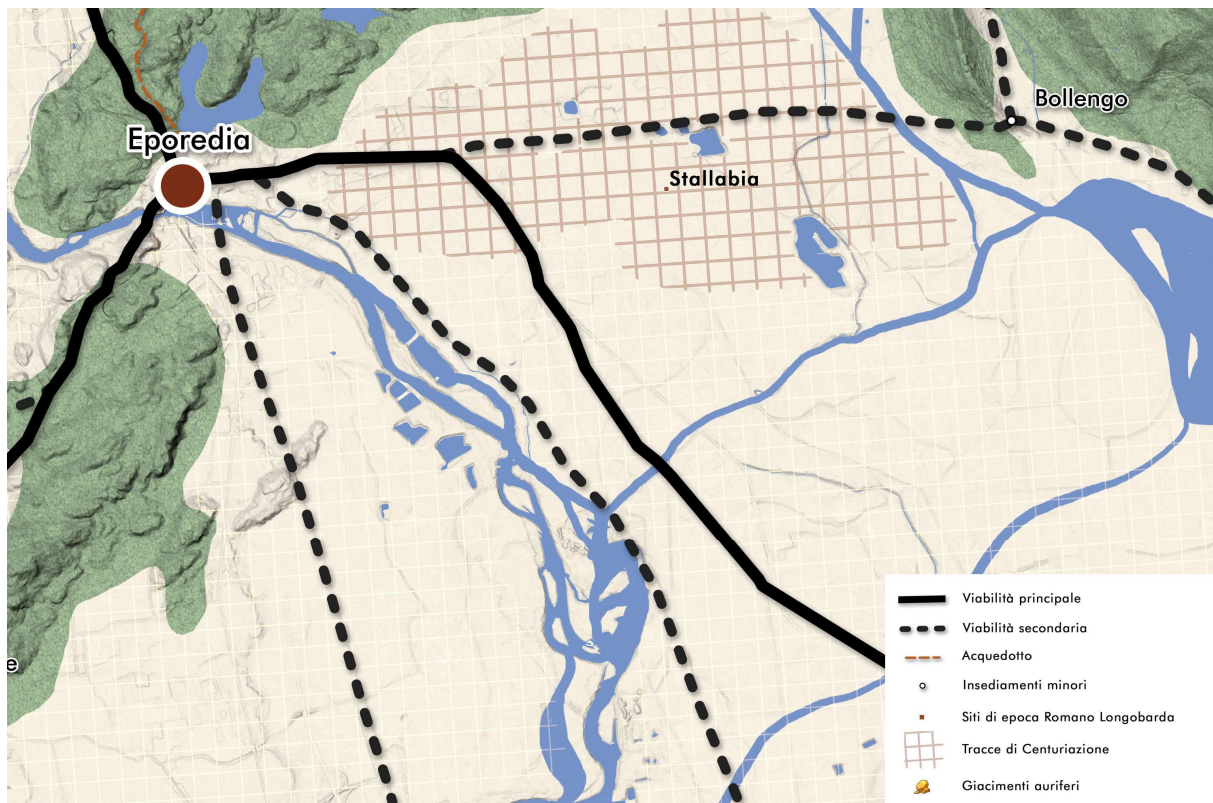 Bollengo
Eporedia
Stallabia
e
Viabilità principale
Viabilità secondaria
Acquedotto
Insediamenti minori
Siti di epoca Romano Longobarda
Tracce di Centuriazione
Giacimenti auriferi